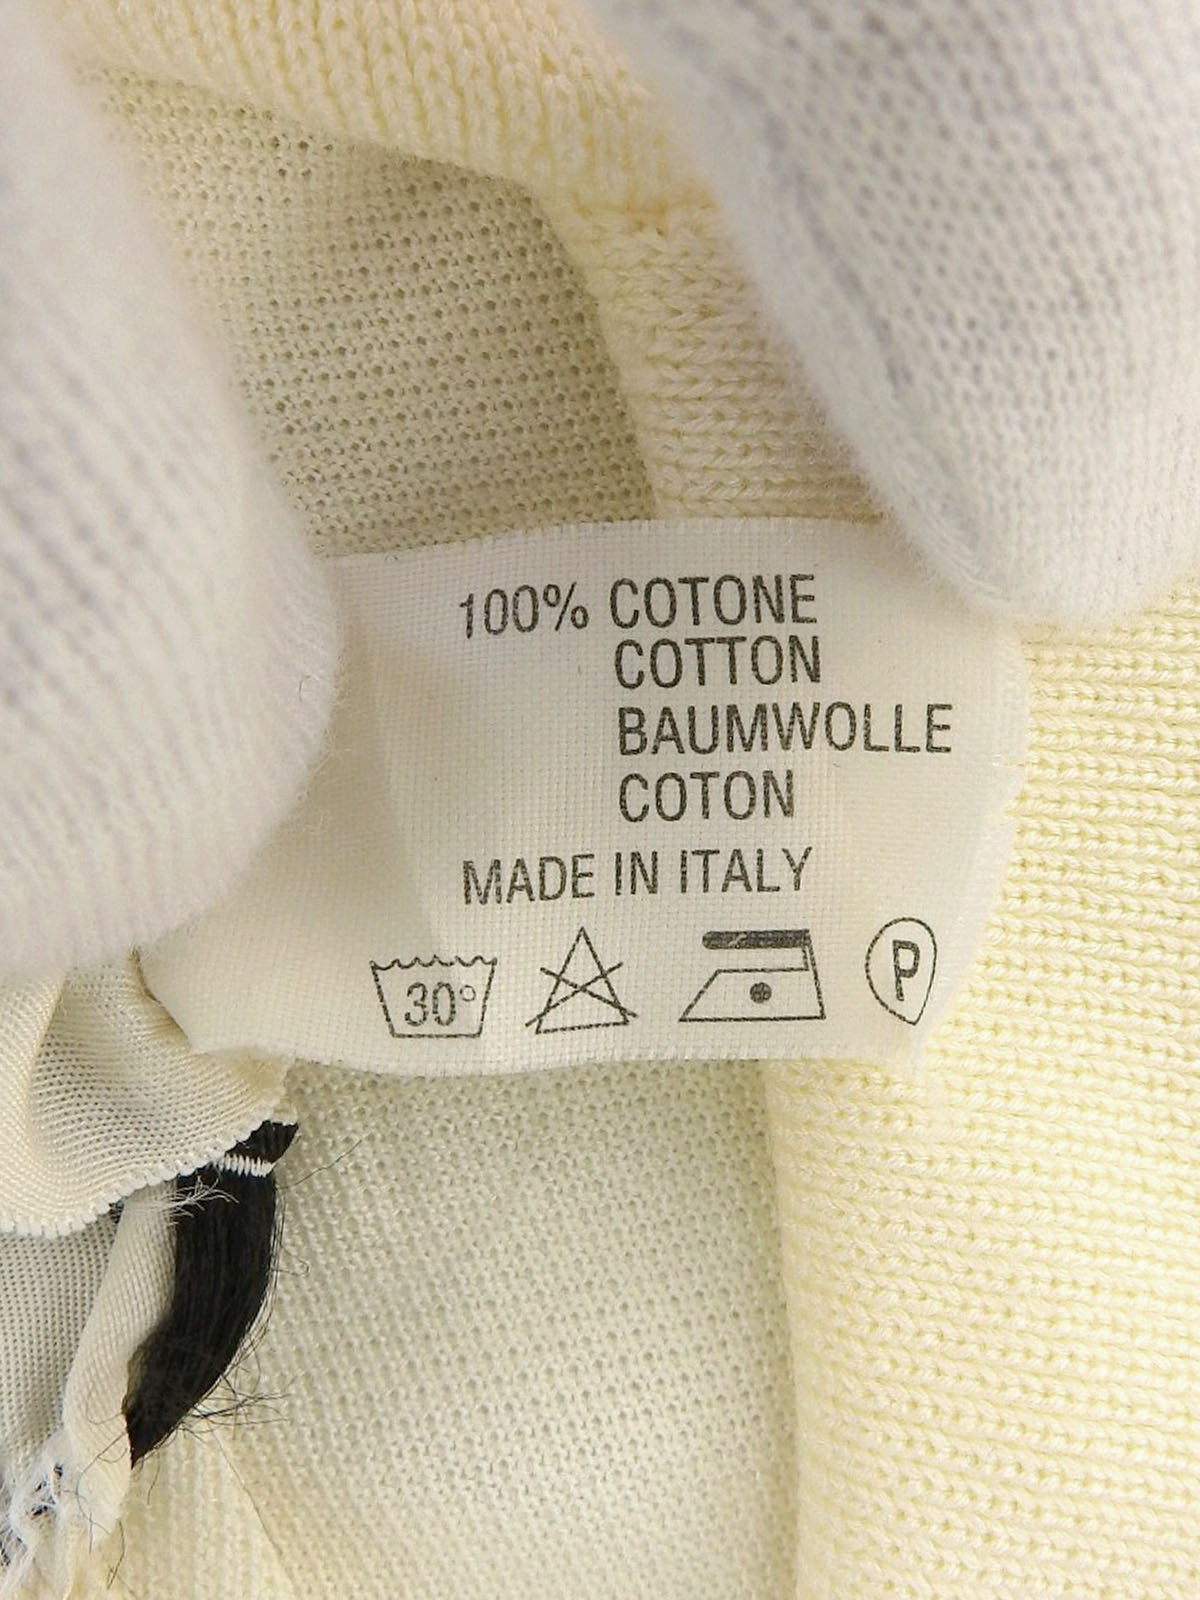 100% COTONE
COTTON
BAUMWOLLE
COTON
MADE IN ITALY
30° P